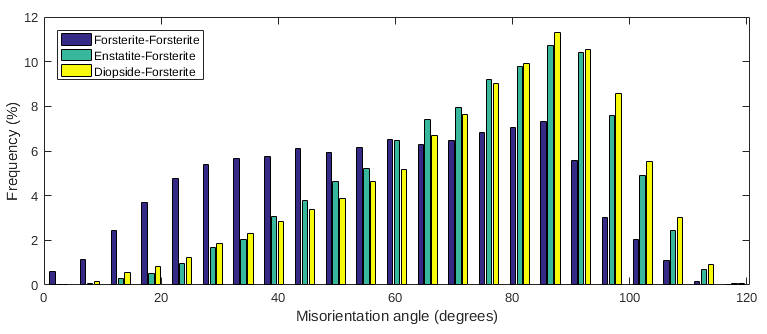 12
10
8
6
4
2
0
Frequency (%)
Forsterite-Forsterite
Enstatite-Forsterite
Diopside-Forsterite
0 20 40 60 80 100 120
Misorientation angle (degrees)